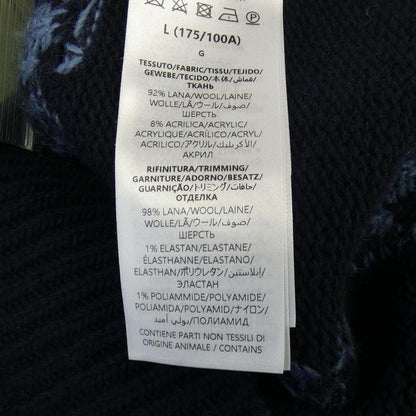 L (175/100A)
G
TESSUTO/FABRIC/TISSU/TEJIDO/
GEWEBE/TECIDO/本体/قماش/
ТКАНЬ
92% LANA/WOOL/LAINE/
WOLLE/LÃ/ウール/صوف/
ШЕРСТЬ
8% ACRILICA/ACRYLIC/
ACRYLIQUE/ACRÍLICO/ACRYL/
ACRILICO/アクリル/الأكريليك/
АКРИЛ
RIFINITURA/TRIMMING/
GARNITURE/ADORNO/BESATZ/
GUARNIÇÃO/トリミング/حافات/
ОТДЕЛКА
98% LANA/WOOL/LAINE/
WOLLE/LÃ/ウール/صوف/
ШЕРСТЬ
1% ELASTAN/ELASTANE/
ÉLASTHANNE/ELASTANO/
ELASTHAN/ポリウレタン/إيلاستين/
ЭЛАСТАН
1% POLIAMMIDE/POLYAMIDE/
POLYAMID/POLIAMIDA/ナイロン/
بولي أميد/ПОЛИАМИД
CONTIENE PARTI NON TESSILI DI
ORIGINE ANIMALE / CONTAINS